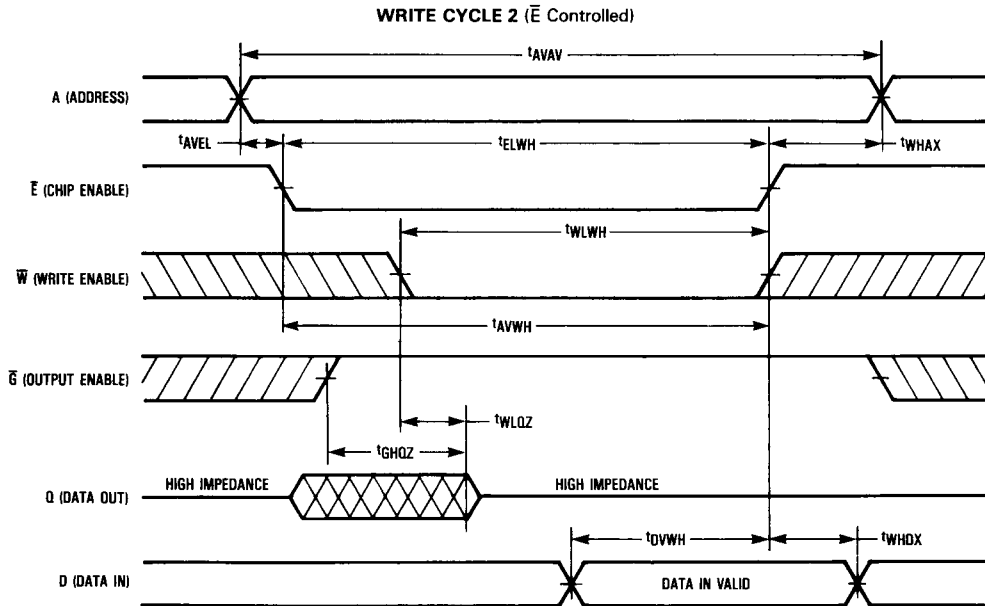 WRITE CYCLE 2 (E̅ Controlled)
tAVAV
A (ADDRESS)
tAVEL
tELWH
tWHAX
E̅ (CHIP ENABLE)
tWLWH
W̅ (WRITE ENABLE)
tAVWH
G̅ (OUTPUT ENABLE)
tWLQZ
tGHQZ
HIGH IMPEDANCE
HIGH IMPEDANCE
Q (DATA OUT)
tDVWH
tWHDX
D (DATA IN)
DATA IN VALID